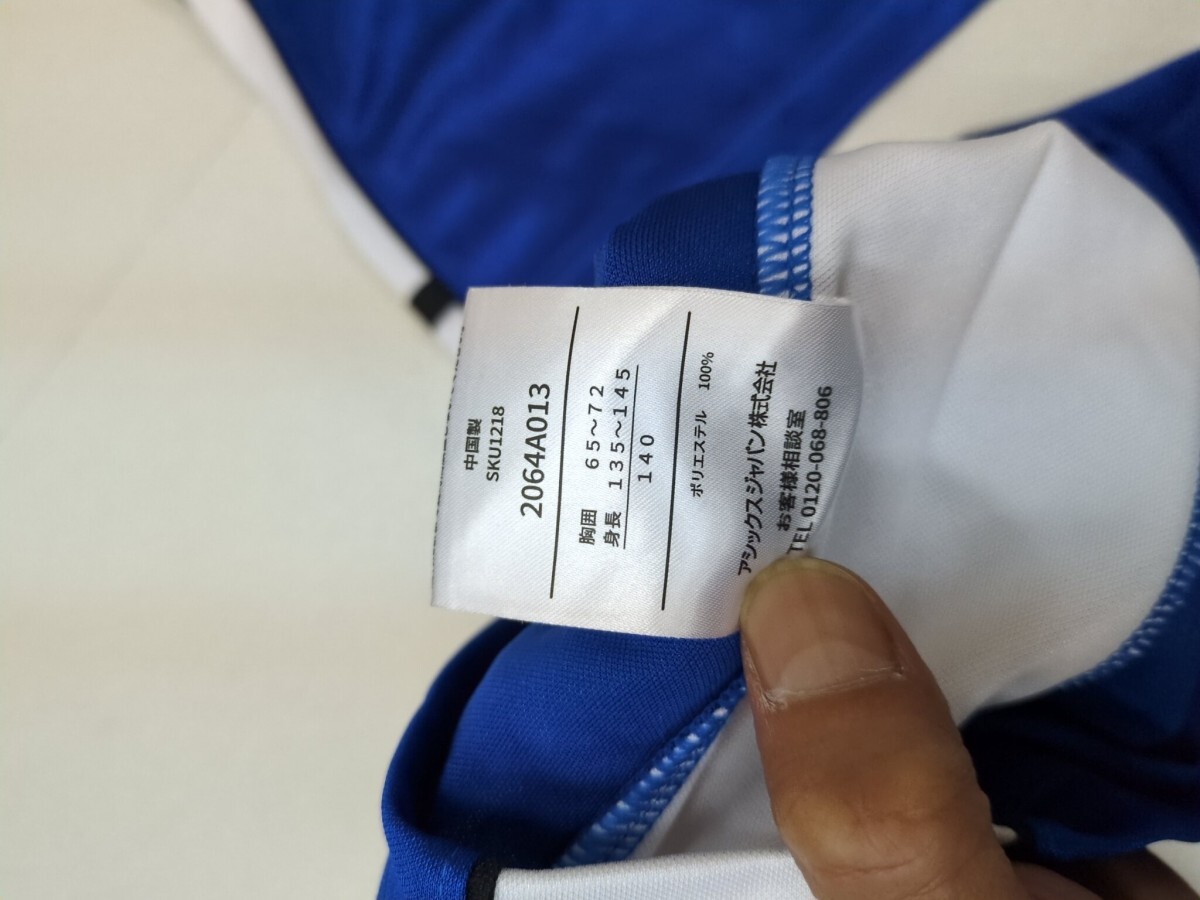 中国製
SKU1218
2064A013
胸囲 65～72
身長 135～145
140
ポリエステル 100%
アシックスジャパン株式会社
お客様相談室
TEL 0120-068-806